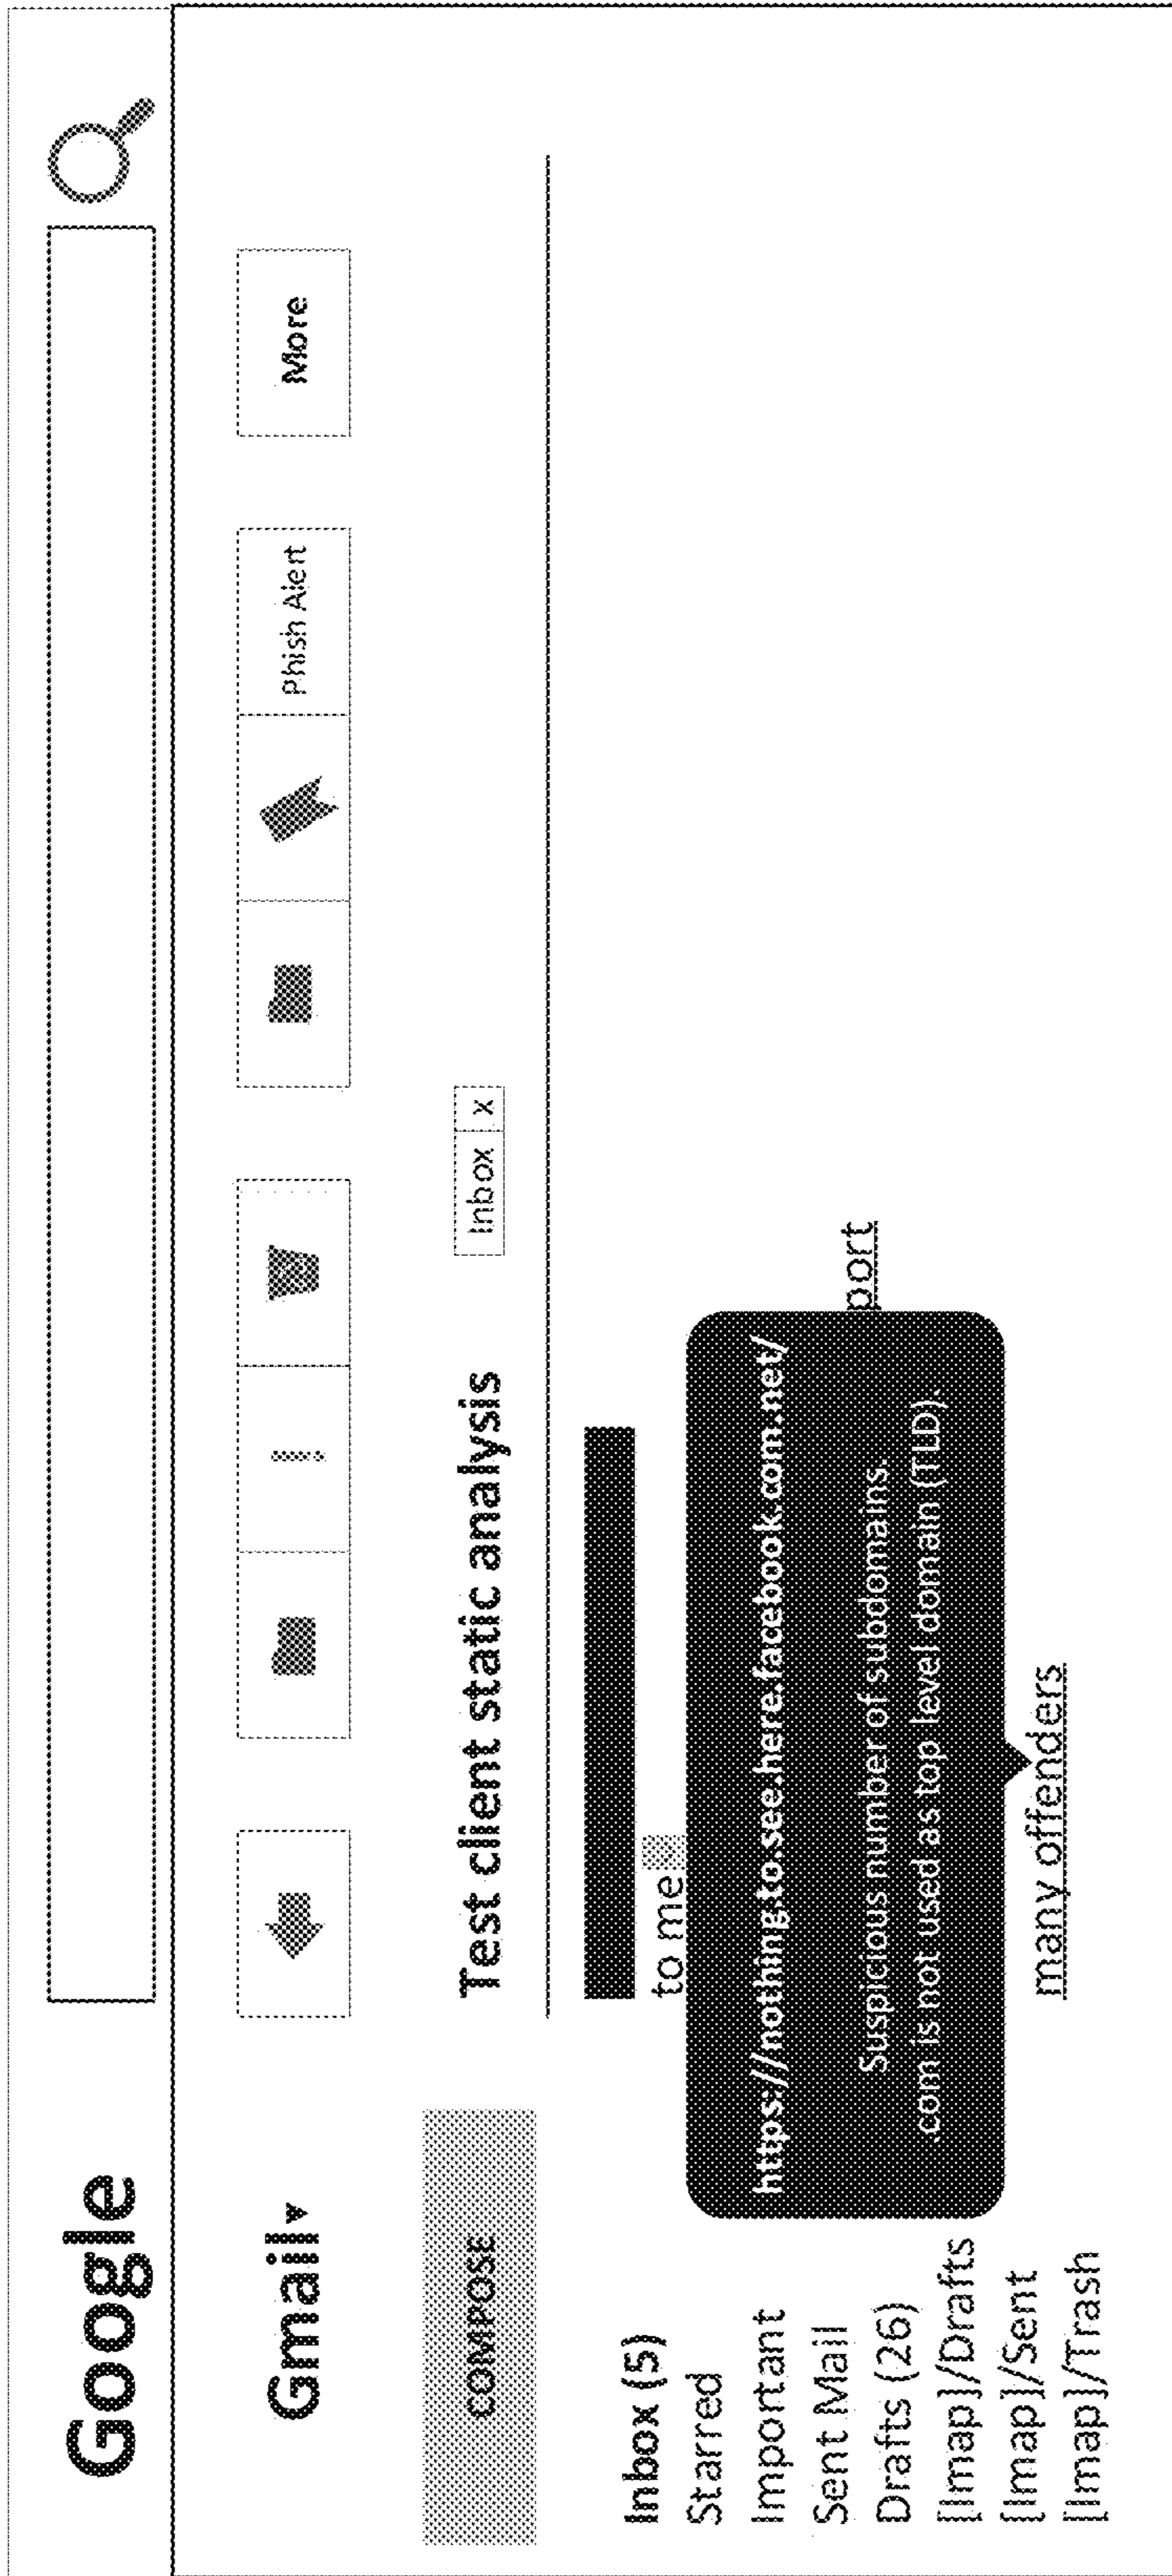 Google
Gmail
Phish Alert
More
COMPOSE
Test client static analysis
Inbox x
Inbox (5)
Starred
Important
Sent Mail
Drafts (26)
[Imap]/Drafts
[Imap]/Sent
[Imap]/Trash
to me
https://nothing.to.see.here.facebook.com.net/
Suspicious number of subdomains.
.com is not used as top level domain (TLD).
port
many offenders